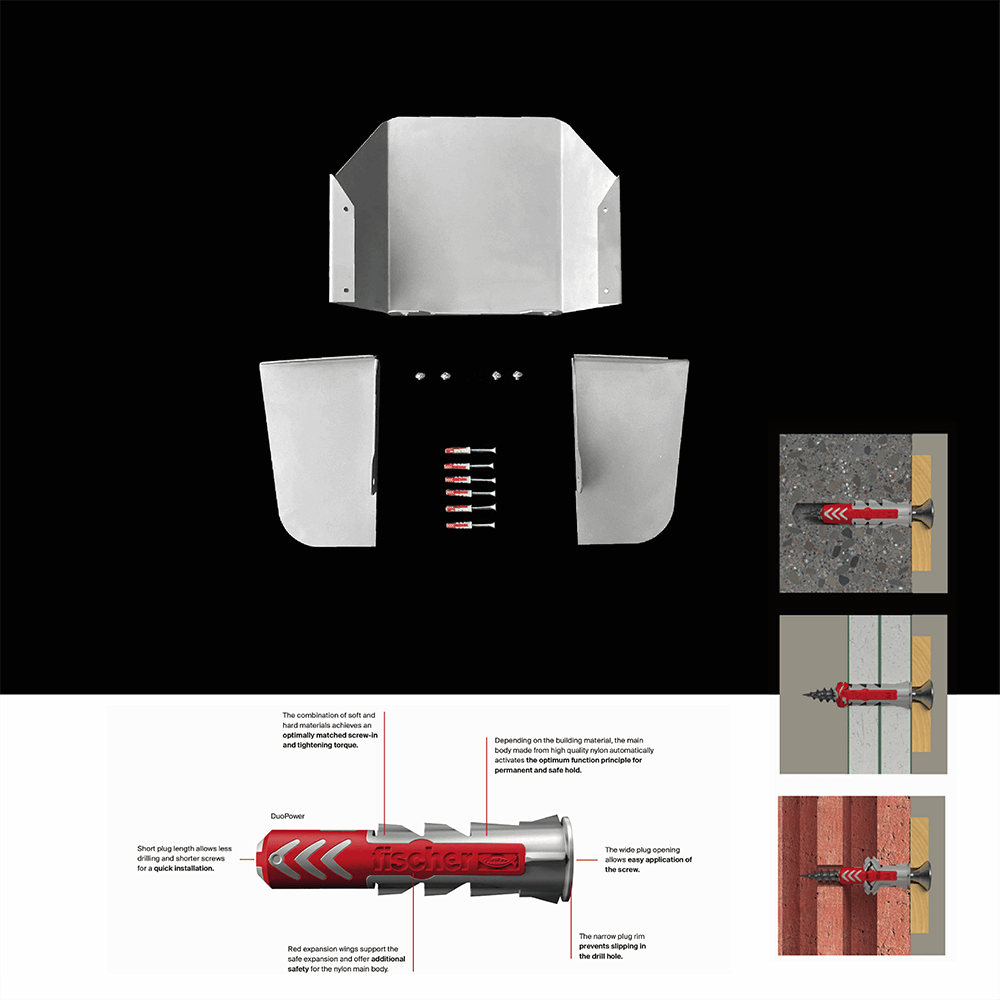 The combination of soft and
hard materials achieves an
optimally matched screw-in
and tightening torque.
Depending on the building material, the main
body made from high quality nylon automatically
activates the optimum function principle for
permanent and safe hold.
DuoPower
Short plug length allows less
drilling and shorter screws
for a quick installation.
fischer
The wide plug opening
allows easy application of
the screw.
Red expansion wings support the
safe expansion and offer additional
safety for the nylon main body.
The narrow plug rim
prevents slipping in
the drill hole.